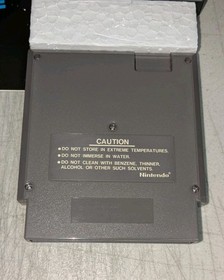 CAUTION
●DO NOT STORE IN EXTREME TEMPERATURES.
●DO NOT IMMERSE IN WATER.
●DO NOT CLEAN WITH BENZENE, THINNER,
ALCOHOL OR OTHER SUCH SOLVENTS.
Nintendo